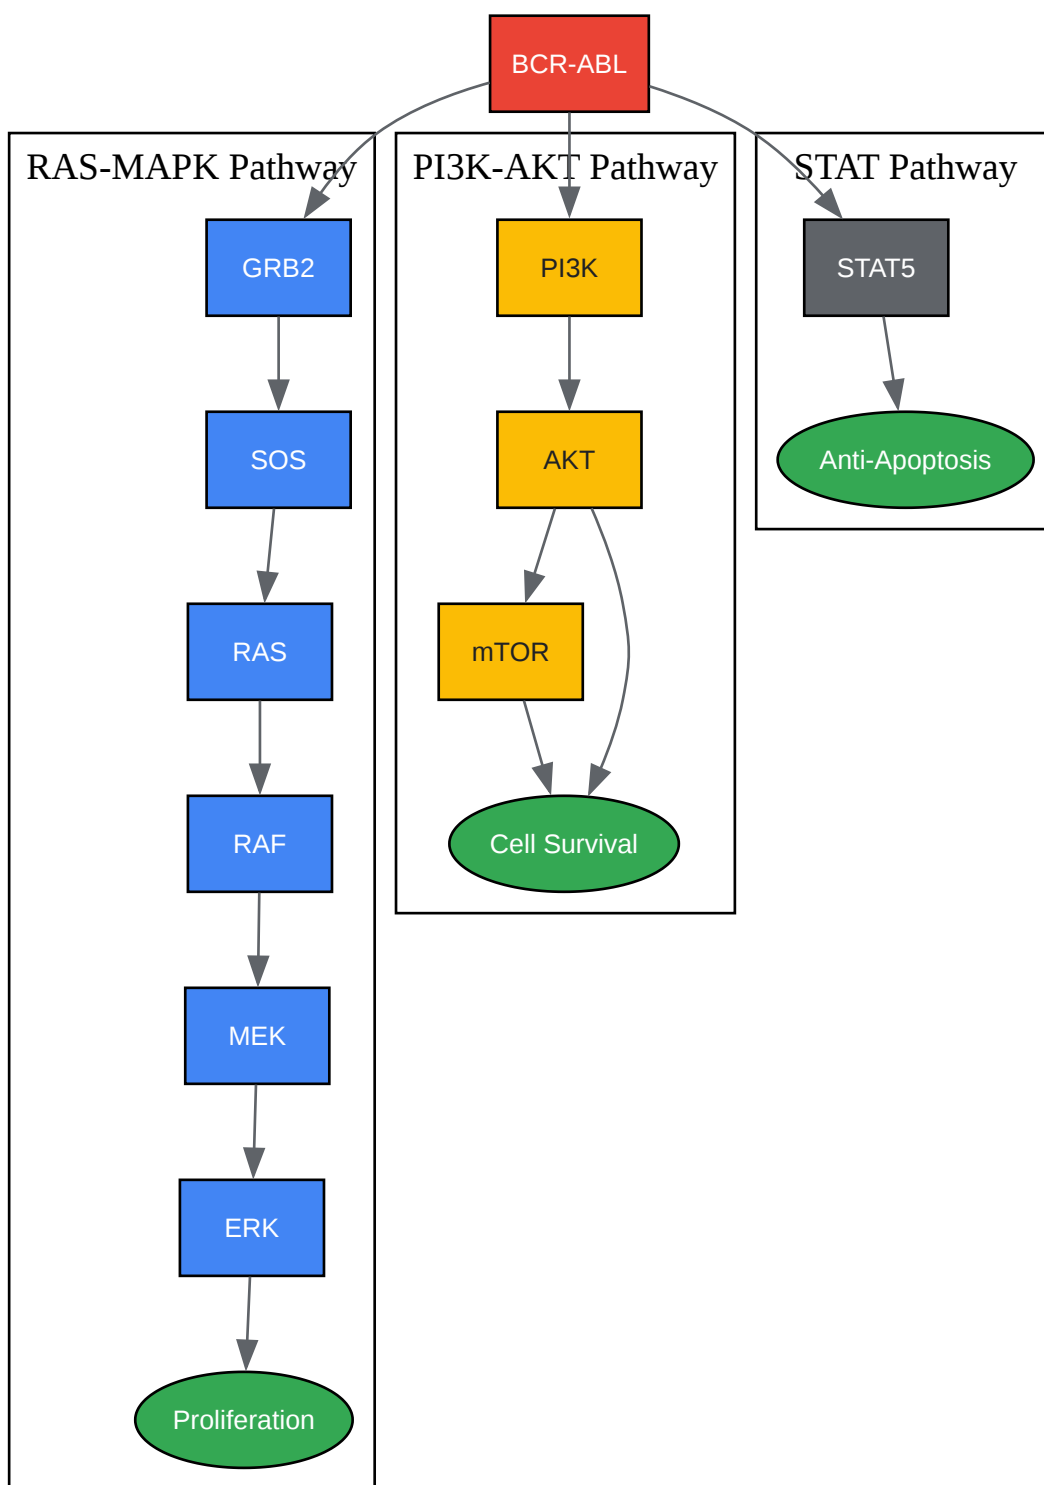 BCR-ABL
RAS-MAPK Pathway
GRB2
SOS
RAS
RAF
MEK
ERK
Proliferation
PI3K-AKT Pathway
PI3K
AKT
mTOR
Cell Survival
STAT Pathway
STAT5
Anti-Apoptosis